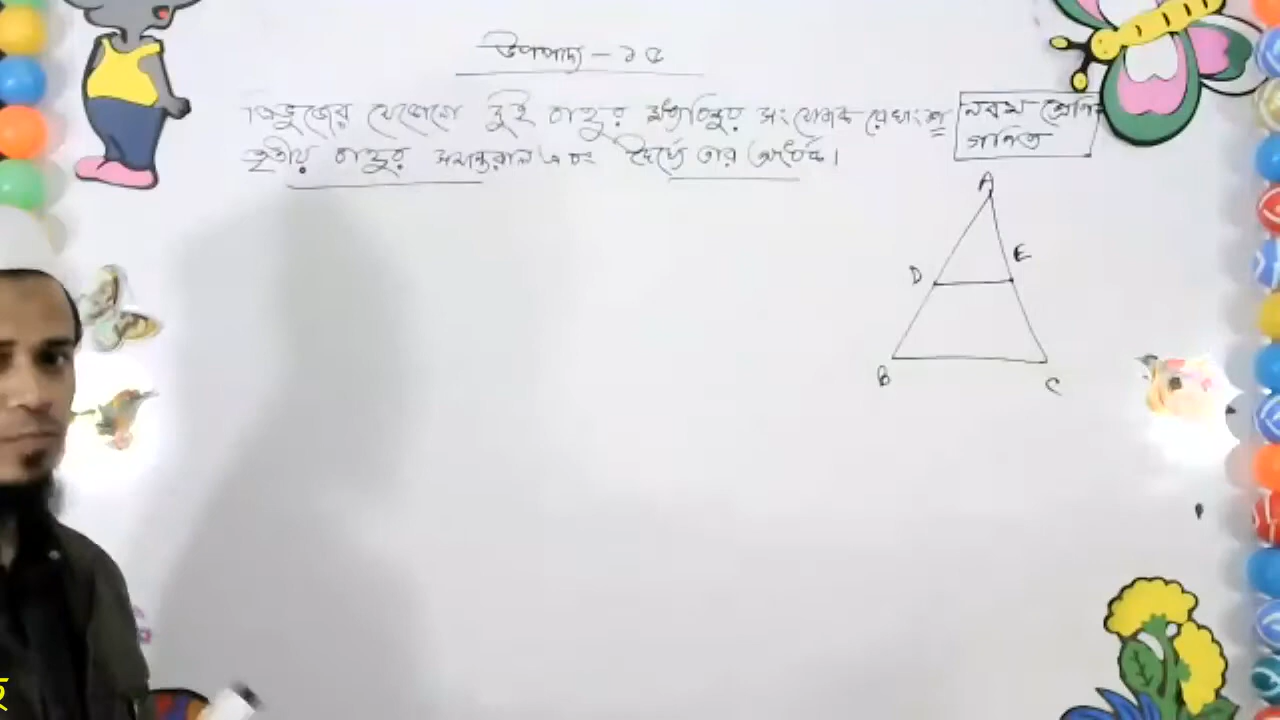 উপপাদ্য - ১৫
ত্রিভুজের যেকোনো দুই বাহুর মধ্যবিন্দুর সংযোজক রেখাংশ
তৃতীয় বাহুর সমান্তরাল এবং দৈর্ঘ্যে তার অর্ধেক।
নবম শ্রেণি
গণিত
A
D
E
B
C